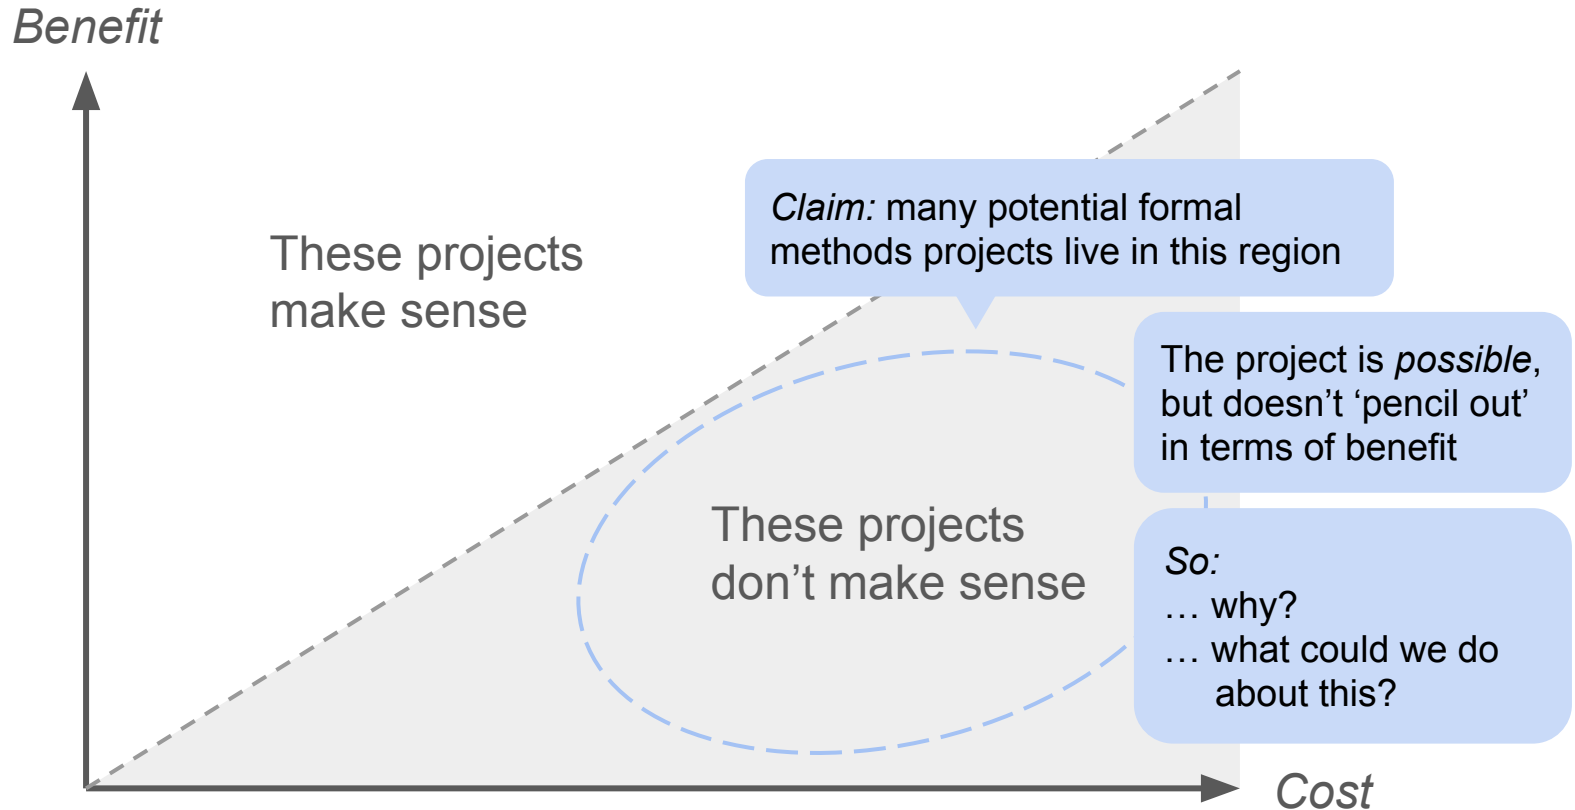 Benefit
These projects
make sense
Claim: many potential formal
methods projects live in this region
The project is possible,
but doesn’t ‘pencil out’
in terms of benefit
These projects
don’t make sense
So:
… why?
… what could we do
about this?
Cost